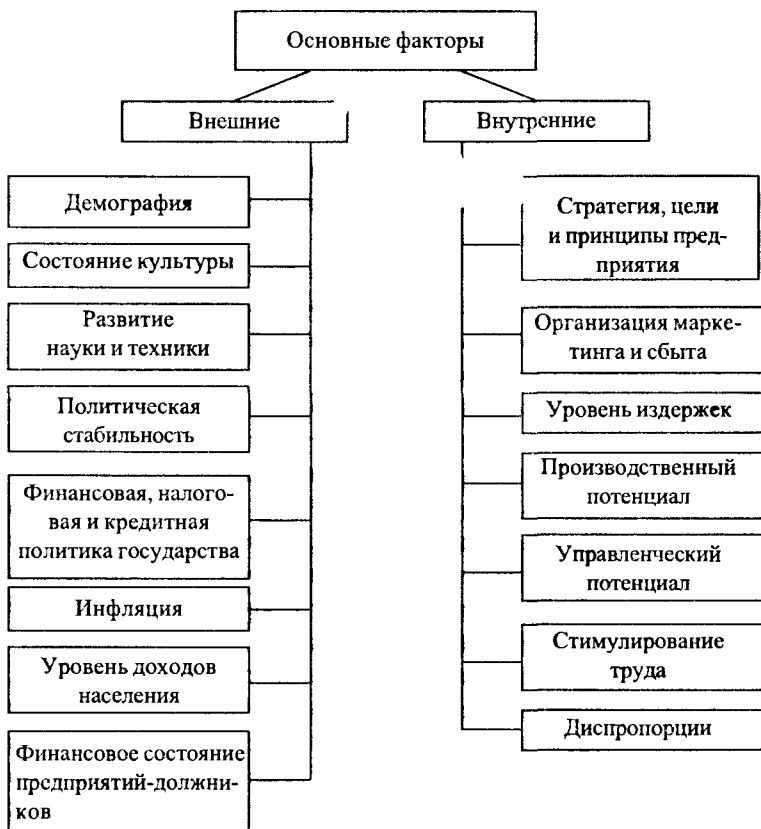 Основные факторы
Внешние
Внутренние
Демография
Состояние культуры
Развитие
науки и техники
Политическая
стабильность
Финансовая, налого-
вая и кредитная
политика государства
Инфляция
Уровень доходов
населения
Финансовое состояние
предприятий-должни-
ков
Стратегия, цели
и принципы пред-
приятия
Организация марке-
тинга и сбыта
Уровень издержек
Производственный
потенциал
Управленческий
потенциал
Стимулирование
труда
Диспропорции